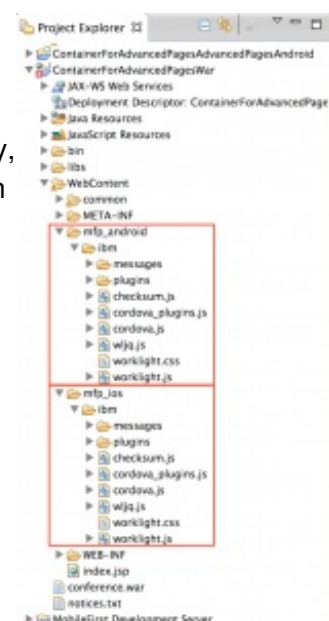 Project Explorer
ContainerForAdvancedPagesAdvancedPagesAndroid
ContainerForAdvancedPagesWar
JAX-WS Web Services
Deployment Descriptor: ContainerForAdvancedPage
Java Resources
JavaScript Resources
bin
libs
WebContent
common
META-INF
mfp_android
ibm
messages
plugins
checksum.js
cordova_plugins.js
cordova.js
wljq.js
worklight.css
worklight.js
mfp_ios
ibm
messages
plugins
checksum.js
cordova_plugins.js
cordova.js
wljq.js
worklight.css
worklight.js
WEB-INF
index.jsp
conference.war
notices.txt
MobileFirst Development Server